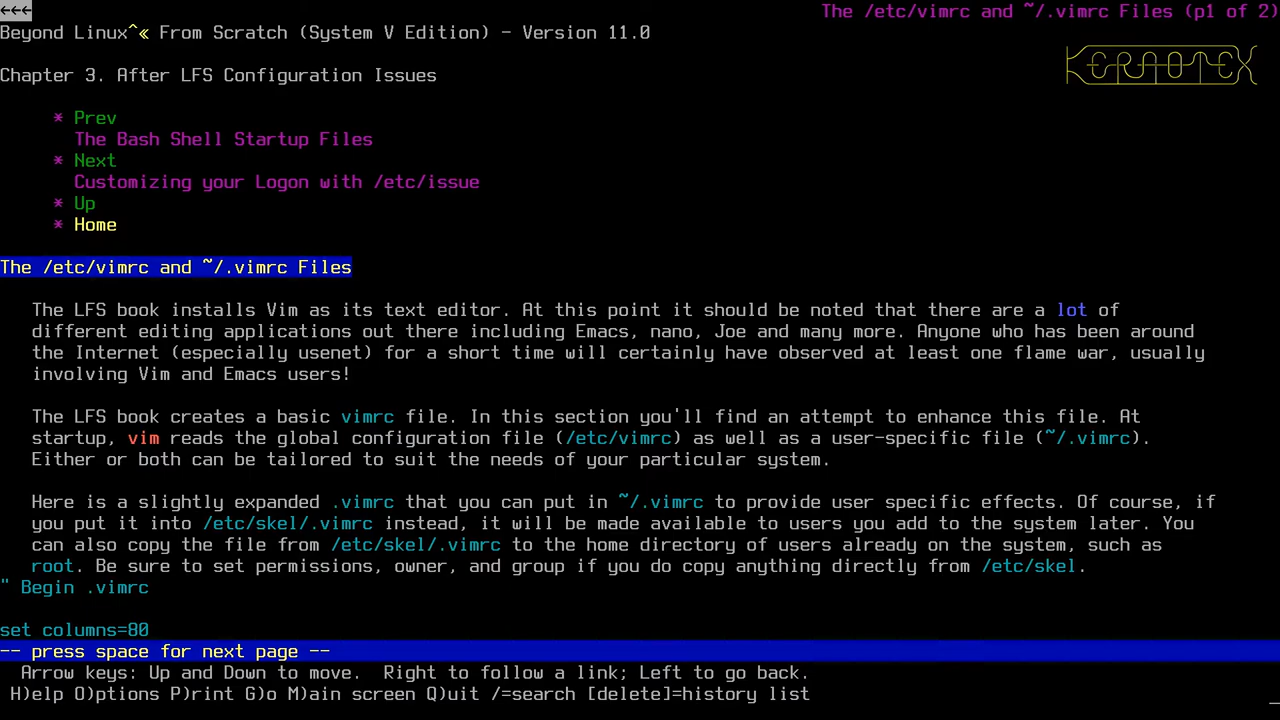 ←←←
The /etc/vimrc and ~/.vimrc Files (p1 of 2)
Beyond Linux^« From Scratch (System V Edition) - Version 11.0
KERAOTEX
Chapter 3. After LFS Configuration Issues
* Prev
The Bash Shell Startup Files
* Next
Customizing your Logon with /etc/issue
* Up
* Home
The /etc/vimrc and ~/.vimrc Files
The LFS book installs Vim as its text editor. At this point it should be noted that there are a lot of
different editing applications out there including Emacs, nano, Joe and many more. Anyone who has been around
the Internet (especially usenet) for a short time will certainly have observed at least one flame war, usually
involving Vim and Emacs users!
The LFS book creates a basic vimrc file. In this section you'll find an attempt to enhance this file. At
startup, vim reads the global configuration file (/etc/vimrc) as well as a user-specific file (~/.vimrc).
Either or both can be tailored to suit the needs of your particular system.
Here is a slightly expanded .vimrc that you can put in ~/.vimrc to provide user specific effects. Of course, if
you put it into /etc/skel/.vimrc instead, it will be made available to users you add to the system later. You
can also copy the file from /etc/skel/.vimrc to the home directory of users already on the system, such as
root. Be sure to set permissions, owner, and group if you do copy anything directly from /etc/skel.
" Begin .vimrc
set columns=80
-- press space for next page --
Arrow keys: Up and Down to move.  Right to follow a link; Left to go back.
H)elp O)ptions P)rint G)o M)ain screen Q)uit /=search [delete]=history list